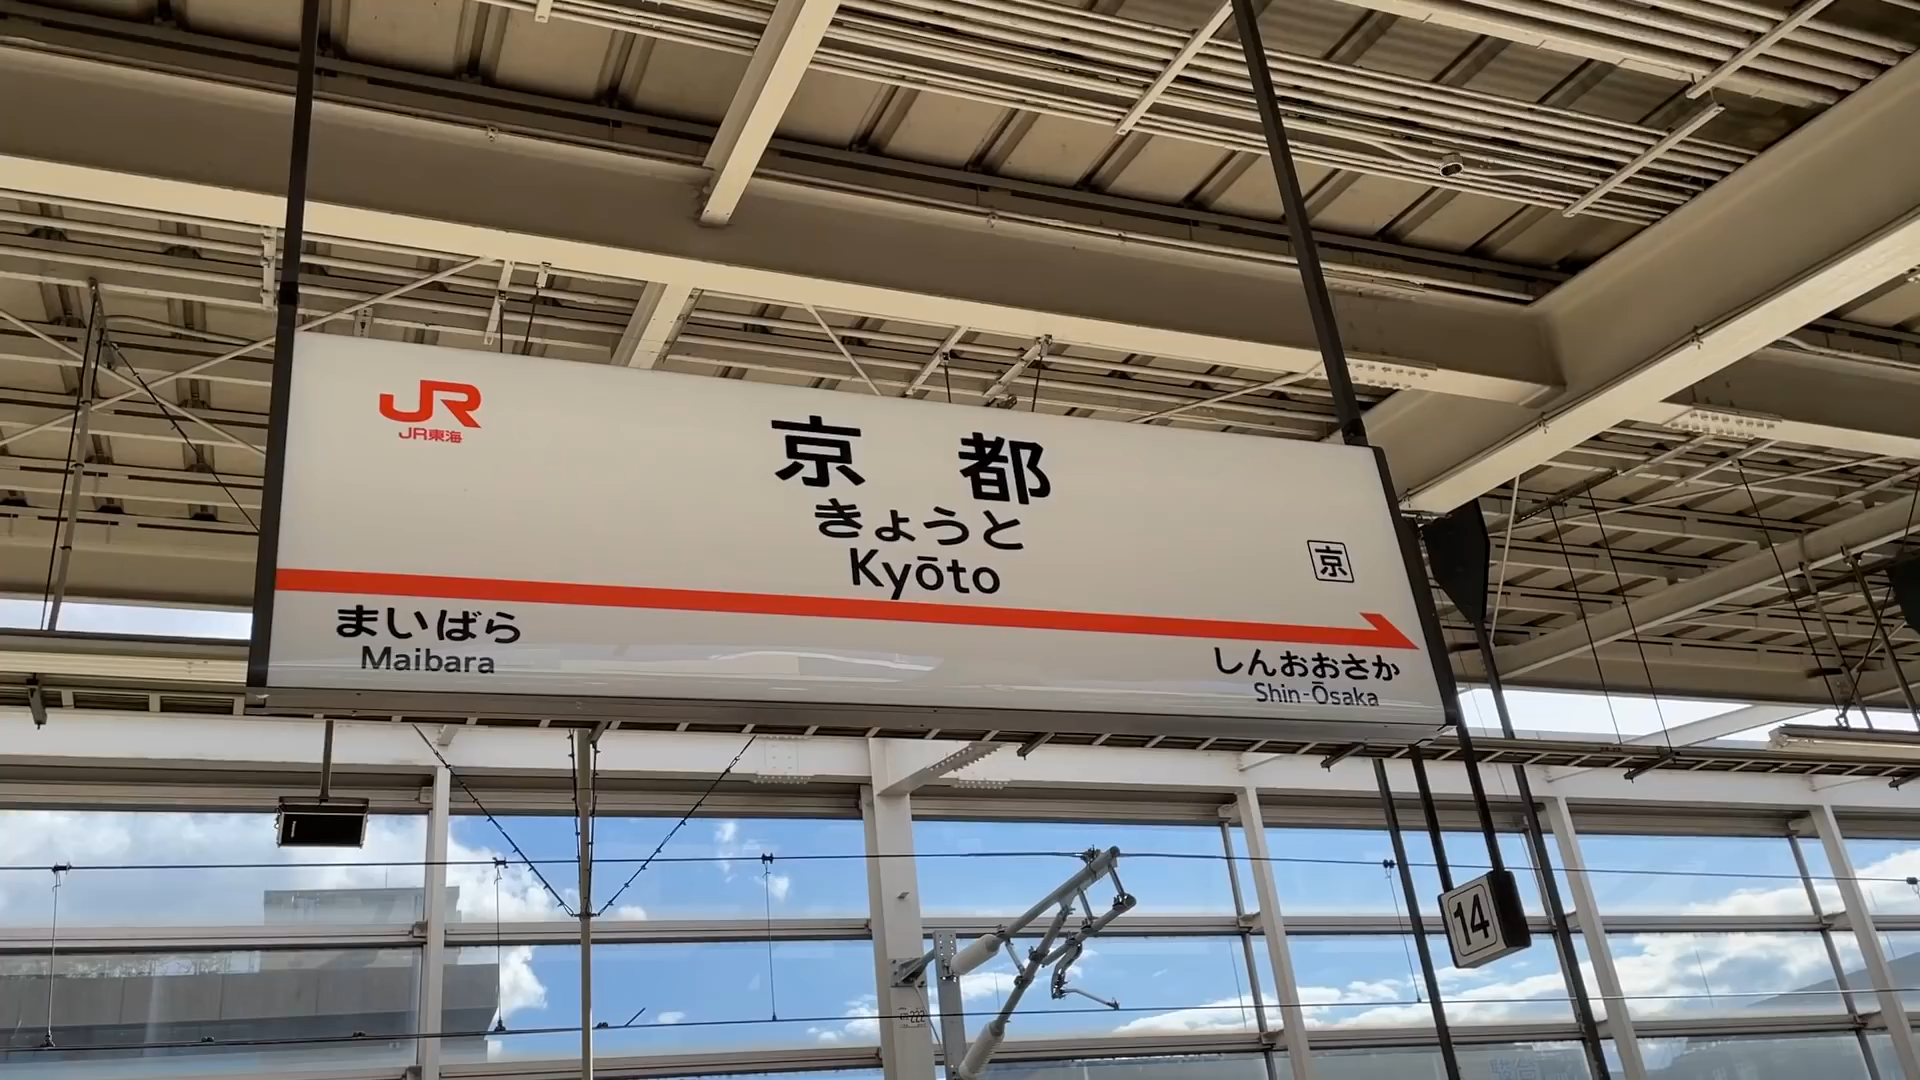 JR
JR東海
京都
きょうと
Kyōto
京
まいばら
Maibara
しんおおさか
Shin-Ōsaka
14